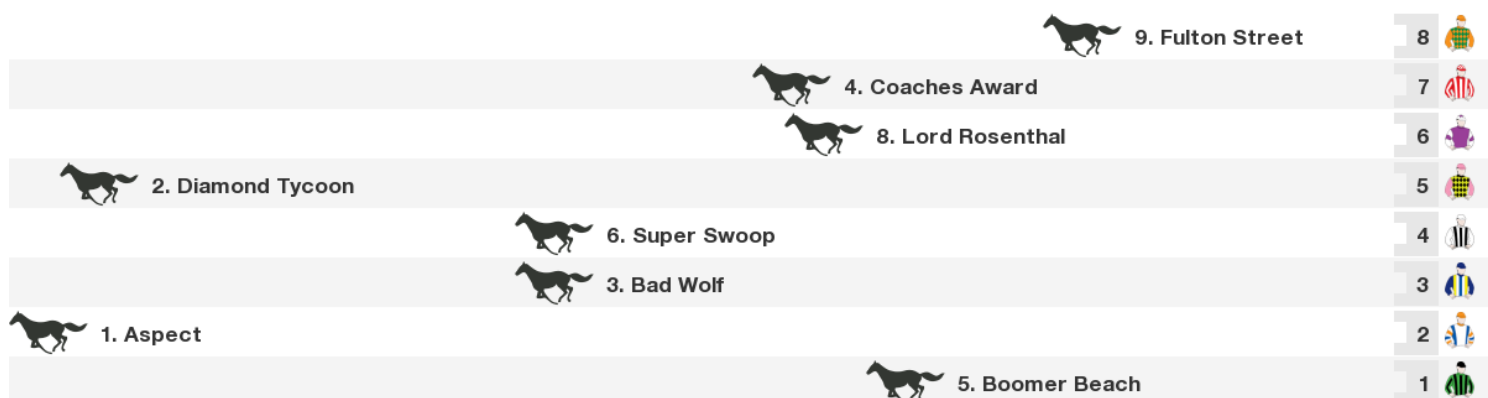 9. Fulton Street 8
4. Coaches Award 7
8. Lord Rosenthal 6
2. Diamond Tycoon 5
6. Super Swoop 4
3. Bad Wolf 3
1. Aspect 2
5. Boomer Beach 1